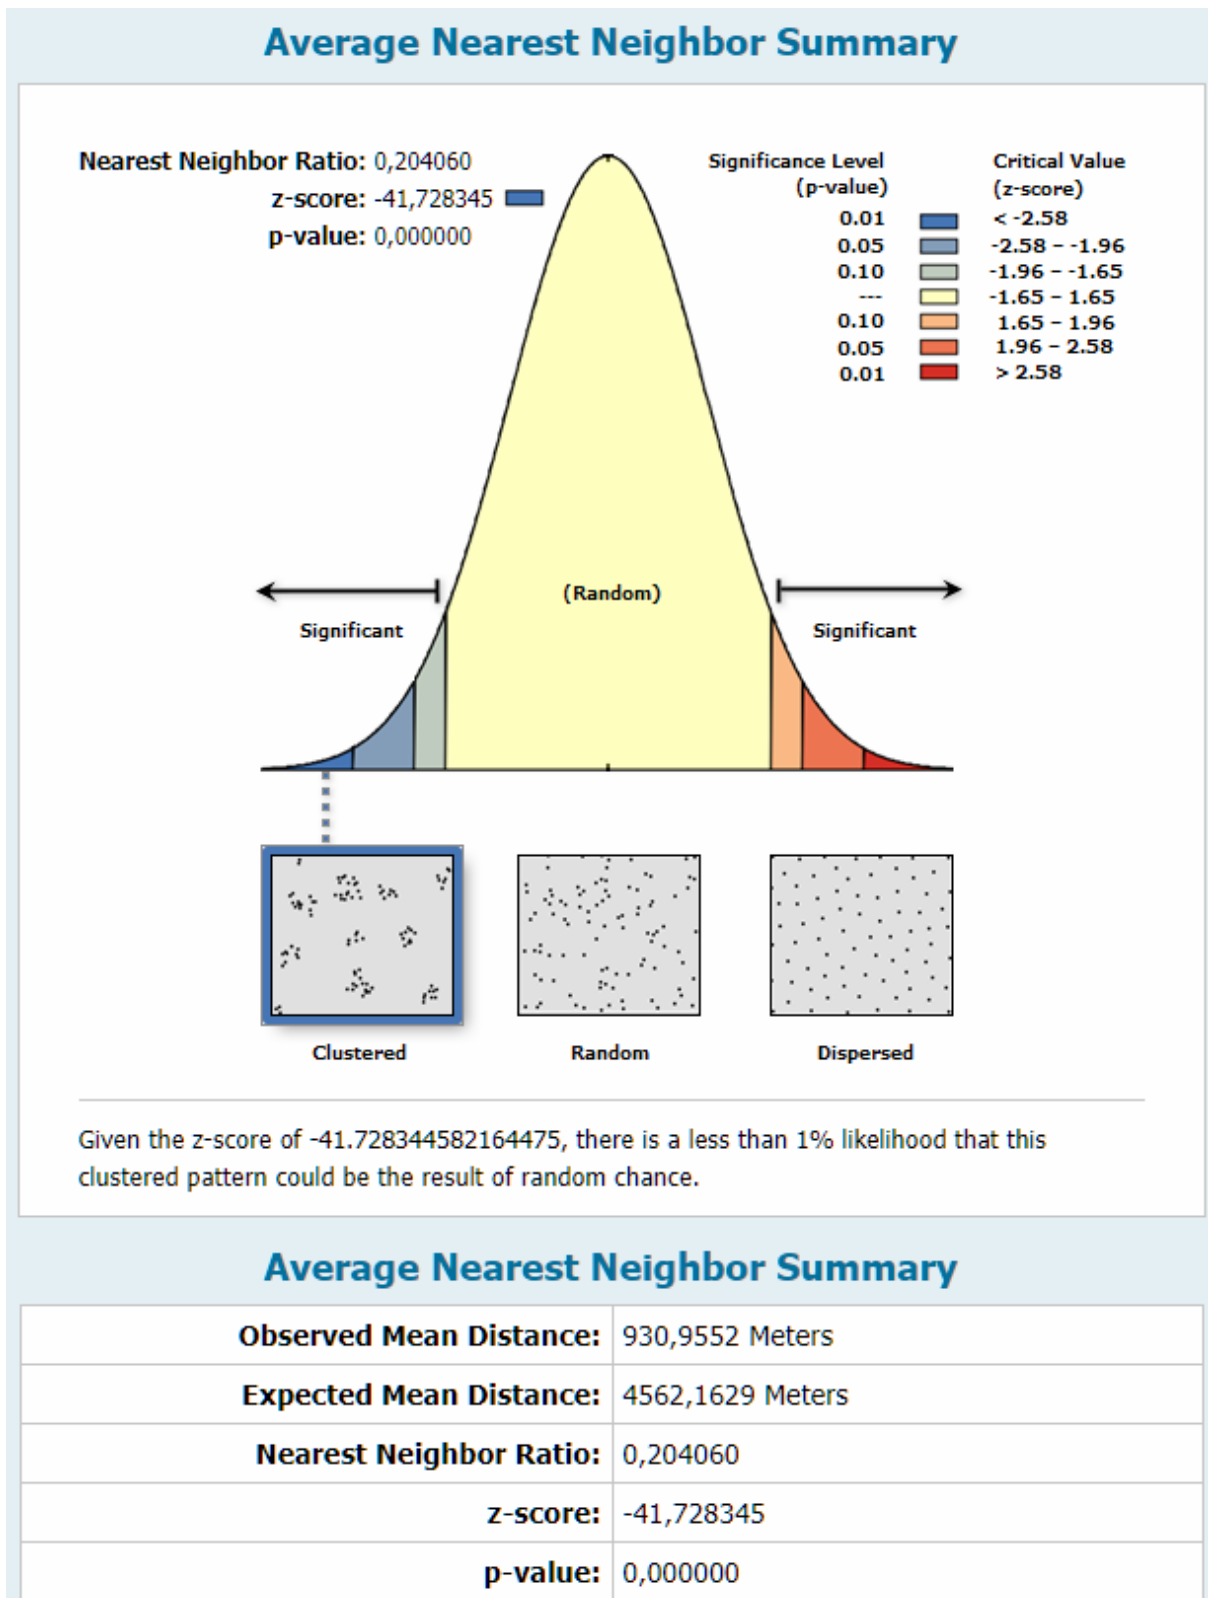 Average Nearest Neighbor Summary
Nearest Neighbor Ratio: 0,204060
z-score: -41,728345
p-value: 0,000000
Significance Level (p-value) Critical Value (z-score)
0.01 < -2.58
0.05 -2.58 – -1.96
0.10 -1.96 – -1.65
--- -1.65 – 1.65
0.10 1.65 – 1.96
0.05 1.96 – 2.58
0.01 > 2.58
(Random)
Significant Significant
Clustered Random Dispersed
Given the z-score of -41.728344582164475, there is a less than 1% likelihood that this
clustered pattern could be the result of random chance.
Average Nearest Neighbor Summary
Observed Mean Distance: 930,9552 Meters
Expected Mean Distance: 4562,1629 Meters
Nearest Neighbor Ratio: 0,204060
z-score: -41,728345
p-value: 0,000000